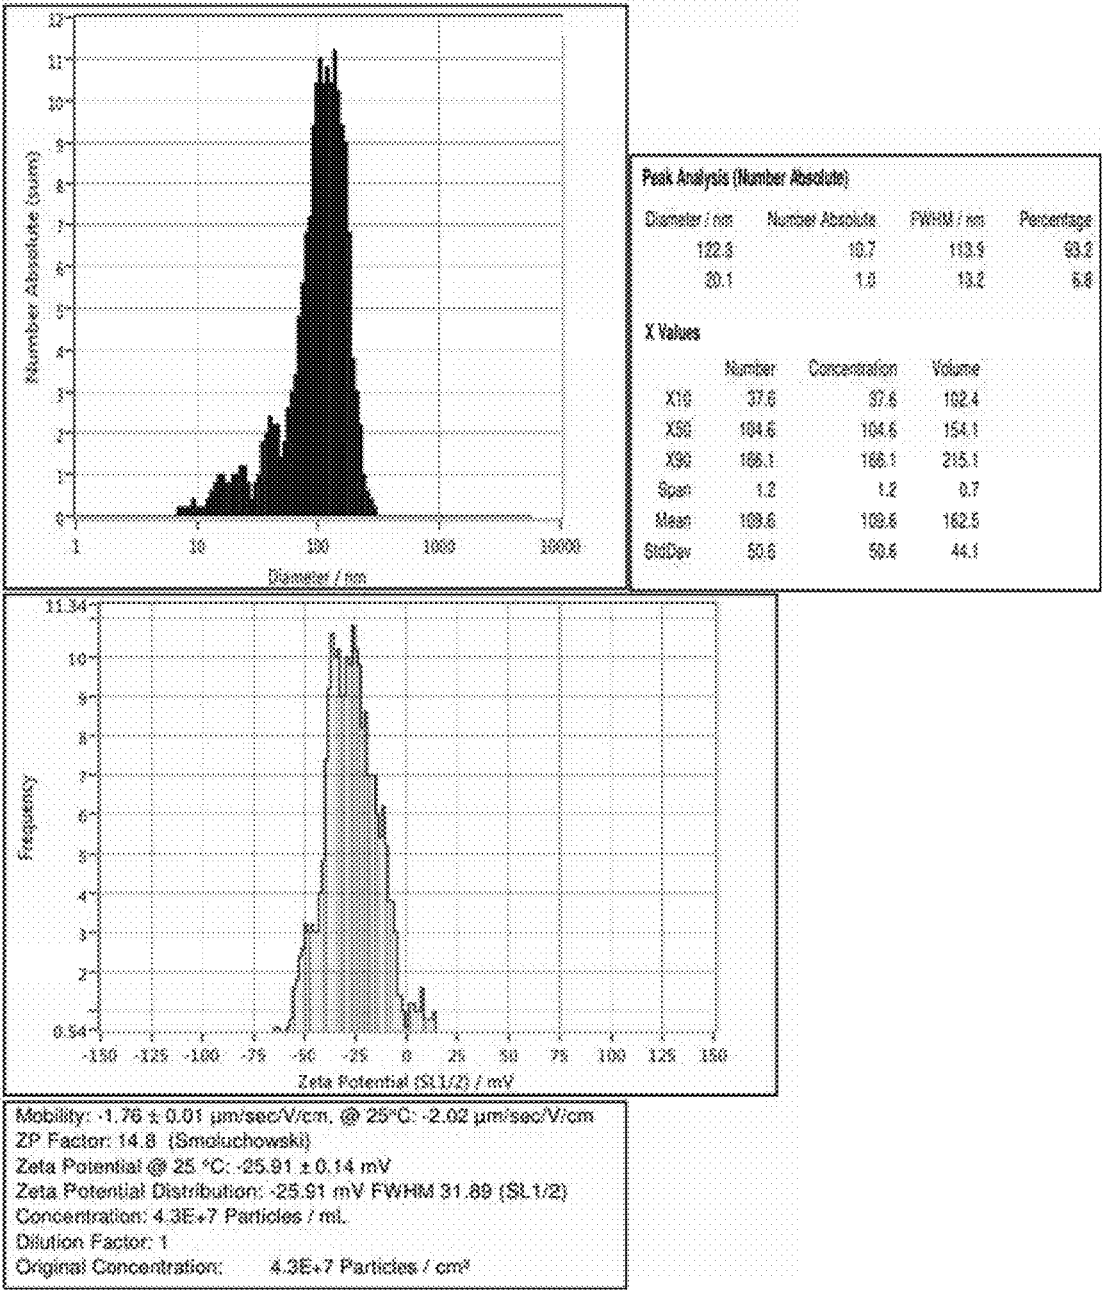 12
11
10
9
8
7
6
5
4
3
2
1
0
Number Absolute (sum)
1 10 100 1000 10000
Diameter / nm
Peak Analysis (Number Absolute)
Diameter / nm Number Absolute FWHM / nm Percentage
122.3 10.7 113.9 93.2
20.1 1.0 13.2 6.8
X Values
Number Concentration Volume
X10 37.6 37.6 102.4
X50 104.6 104.6 154.1
X90 166.1 166.1 215.1
Span 1.2 1.2 0.7
Mean 109.6 109.6 162.5
StdDev 50.6 50.6 44.1
11.34
10
9
8
7
6
5
4
3
2
0.54
Frequency
-150 -125 -100 -75 -50 -25 0 25 50 75 100 125 150
Zeta Potential (SL1/2) / mV
Mobility: -1.76 ± 0.01 µm/sec/V/cm, @ 25°C: -2.02 µm/sec/V/cm
ZP Factor: 14.8 (Smoluchowski)
Zeta Potential @ 25 °C: -25.91 ± 0.14 mV
Zeta Potential Distribution: -25.91 mV FWHM 31.89 (SL1/2)
Concentration: 4.3E+7 Particles / mL
Dilution Factor: 1
Original Concentration: 4.3E+7 Particles / cm³